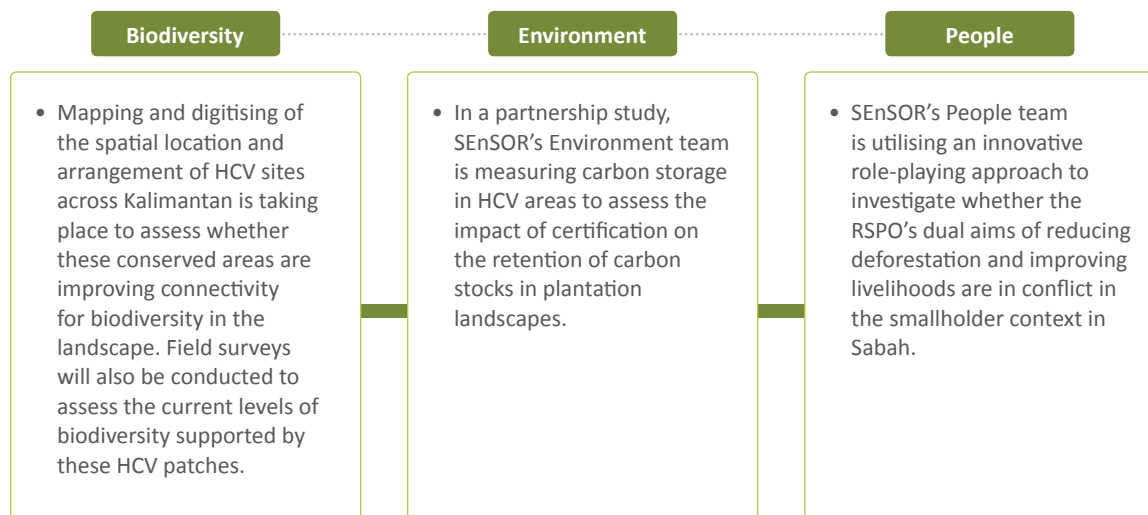 Biodiversity
Environment
People
• Mapping and digitising of
the spatial location and
arrangement of HCV sites
across Kalimantan is taking
place to assess whether
these conserved areas are
improving connectivity
for biodiversity in the
landscape. Field surveys
will also be conducted to
assess the current levels of
biodiversity supported by
these HCV patches.
• In a partnership study,
SEnSOR’s Environment team
is measuring carbon storage
in HCV areas to assess the
impact of certification on
the retention of carbon
stocks in plantation
landscapes.
• SEnSOR’s People team
is utilising an innovative
role-playing approach to
investigate whether the
RSPO’s dual aims of reducing
deforestation and improving
livelihoods are in conflict in
the smallholder context in
Sabah.